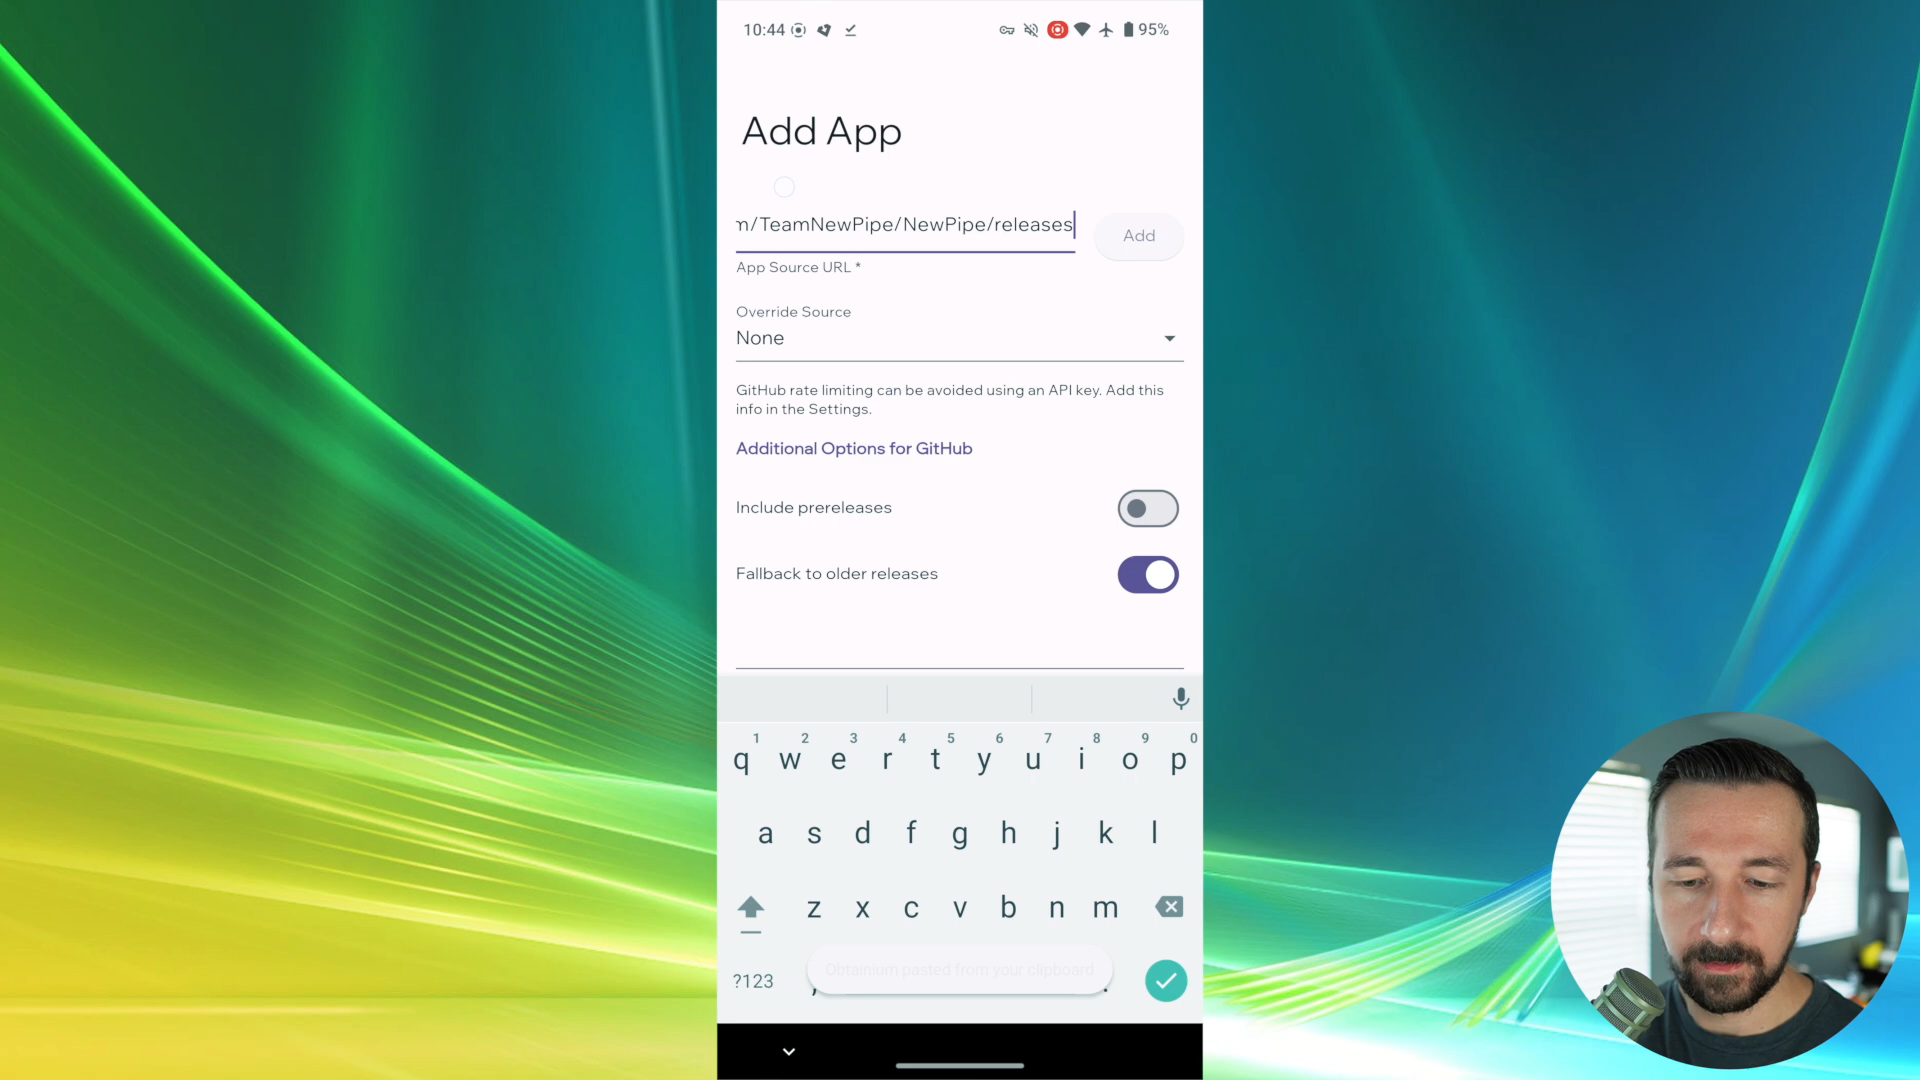 10:44
95%
Add App
m/TeamNewPipe/NewPipe/releases
Add
App Source URL *
Override Source
None
GitHub rate limiting can be avoided using an API key. Add this
info in the Settings.
Additional Options for GitHub
Include prereleases
Fallback to older releases
1 2 3 4 5 6 7 8 9 0
q w e r t y u i o p
a s d f g h j k l
z x c v b n m
?123 , .
Obtainium pasted from your clipboard